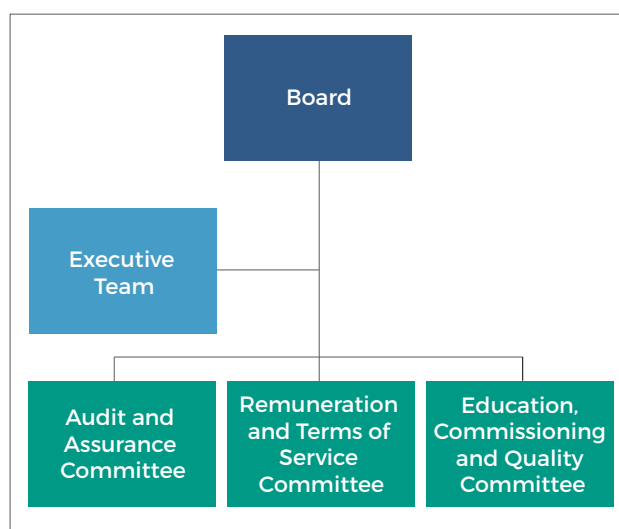 Board
Executive
Team
Audit and
Assurance
Committee
Remuneration
and Terms of
Service
Committee
Education,
Commissioning
and Quality
Committee